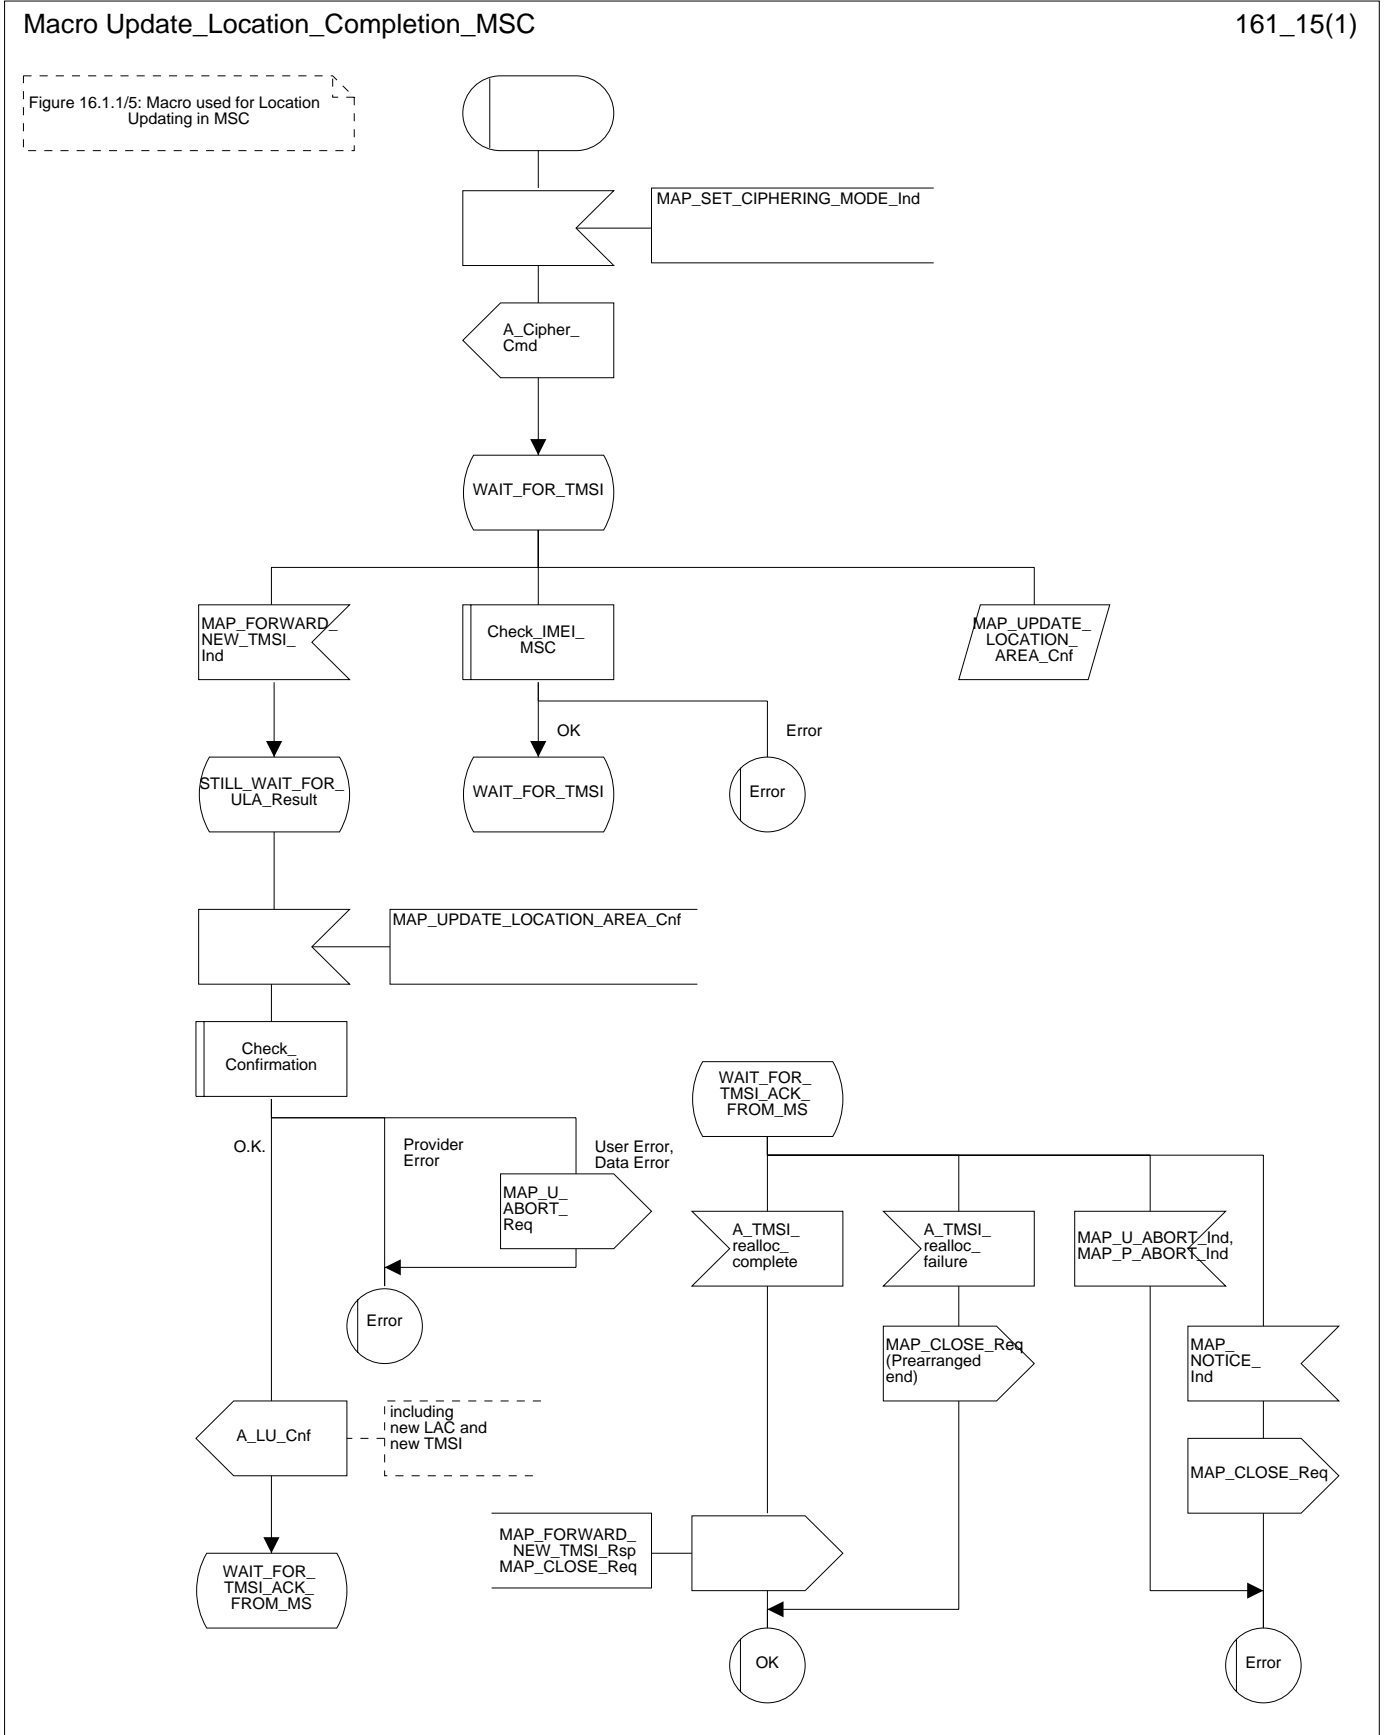 Macro Update_Location_Completion_MSC
161_15(1)
Figure 16.1.1/5: Macro used for Location
Updating in MSC
MAP_SET_CIPHERING_MODE_Ind
A_Cipher_
Cmd
WAIT_FOR_TMSI
MAP_FORWARD_
NEW_TMSI_
Ind
Check_IMEI_
MSC
MAP_UPDATE_
LOCATION_
AREA_Cnf
OK
Error
STILL_WAIT_FOR_
ULA_Result
WAIT_FOR_TMSI
Error
MAP_UPDATE_LOCATION_AREA_Cnf
Check_
Confirmation
O.K.
Provider
Error
User Error,
Data Error
MAP_U_
ABORT_
Req
Error
A_LU_Cnf
including
new LAC and
new TMSI
WAIT_FOR_
TMSI_ACK_
FROM_MS
WAIT_FOR_
TMSI_ACK_
FROM_MS
A_TMSI_
realloc_
complete
A_TMSI_
realloc_
failure
MAP_U_ABORT_Ind,
MAP_P_ABORT_Ind
MAP_CLOSE_Req
(Prearranged
end)
MAP_
NOTICE_
Ind
MAP_CLOSE_Req
MAP_FORWARD_
NEW_TMSI_Rsp
MAP_CLOSE_Req
OK
Error